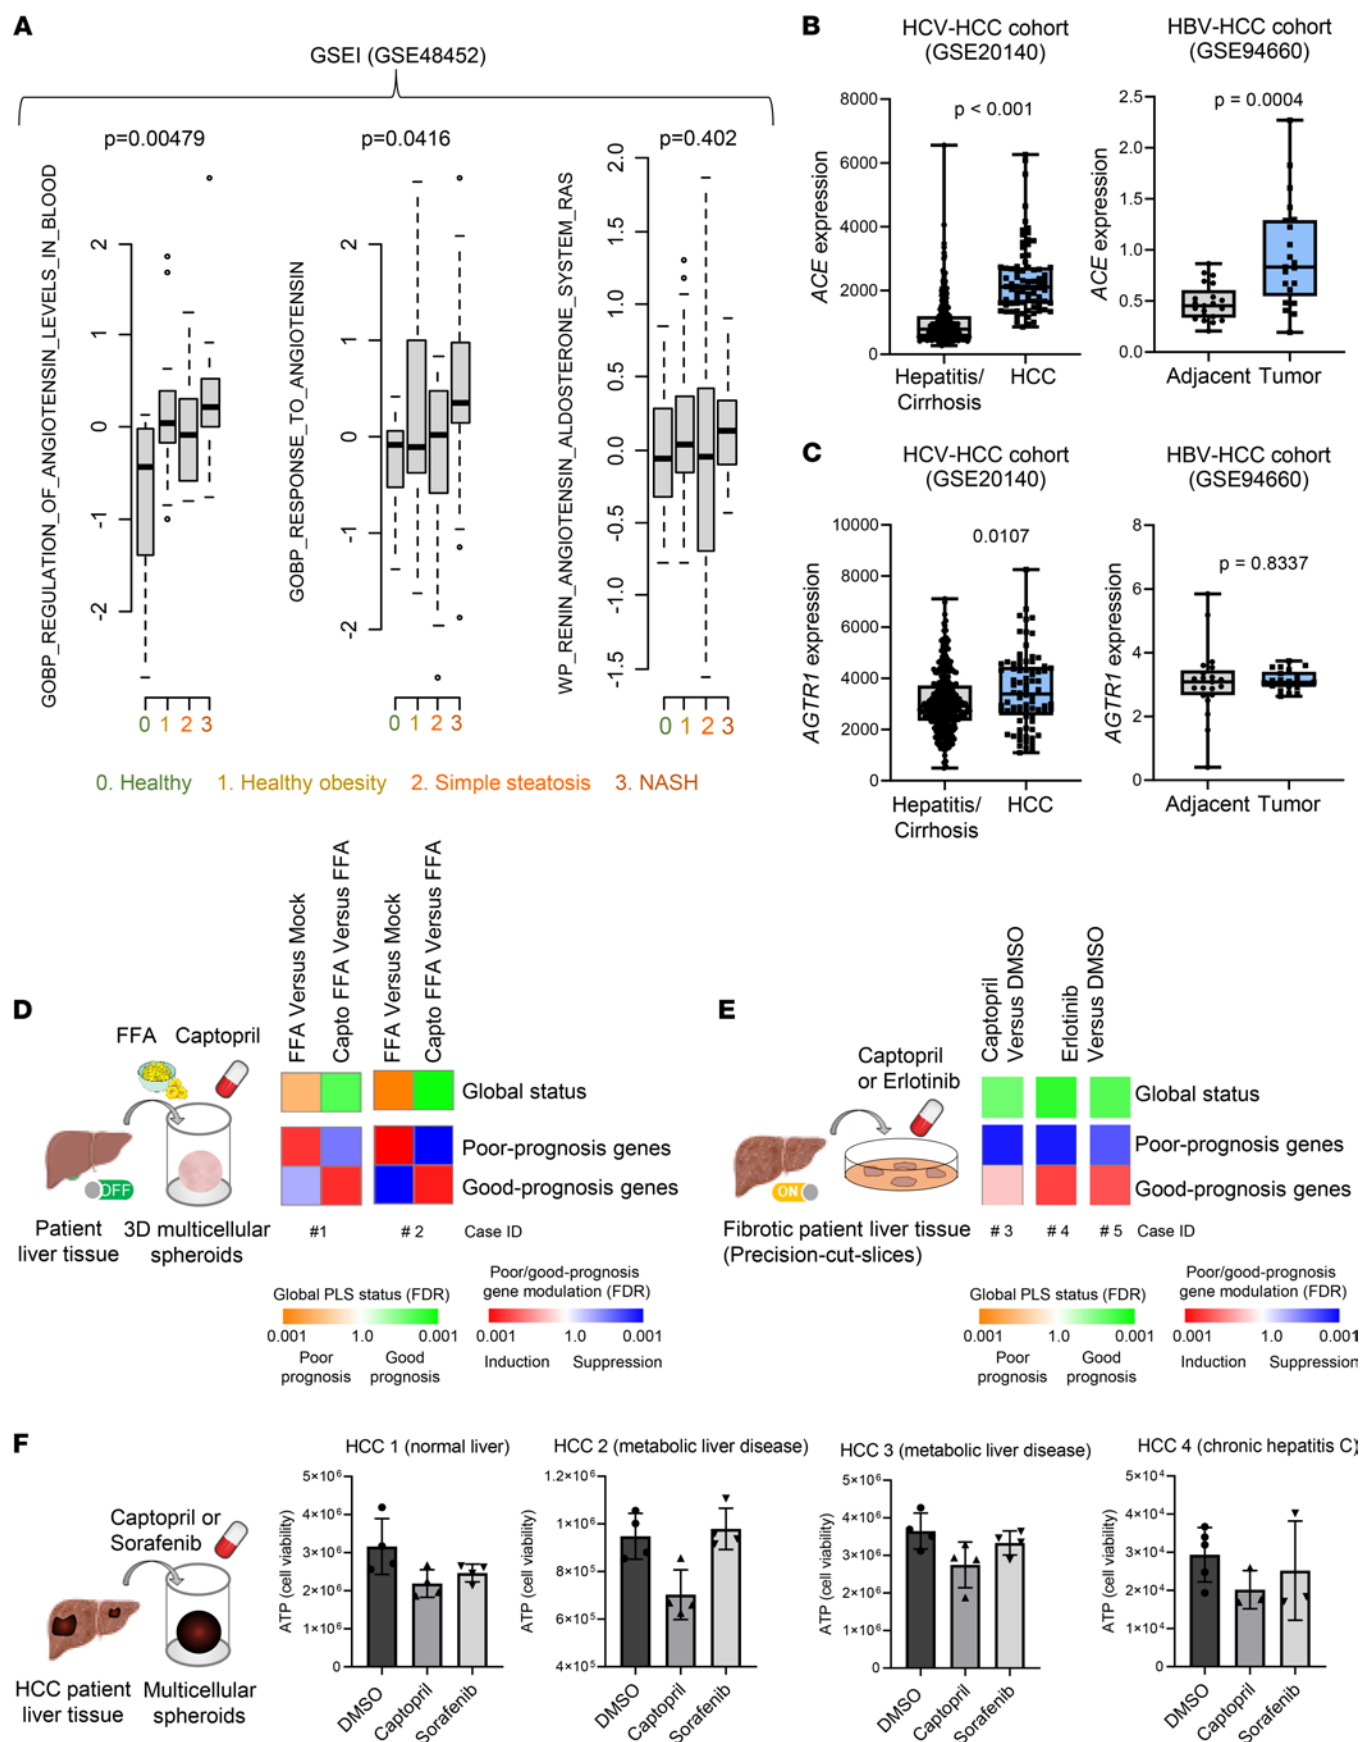 A
GSEI (GSE48452)
p=0.00479
p=0.0416
p=0.402
GOBP_REGULATION_OF_ANGIOTENSIN_LEVELS_IN_BLOOD
2
1
0
-1
-2
0 1 2 3
GOBP_RESPONSE_TO_ANGIOTENSIN
2
1
0
-1
-2
0 1 2 3
WP_RENIN_ANGIOTENSIN_ALDOSTERONE_SYSTEM_RAS
2.0
1.5
1.0
0.5
0.0
-0.5
-1.0
-1.5
0 1 2 3
0. Healthy 1. Healthy obesity 2. Simple steatosis 3. NASH
B
HCV-HCC cohort
(GSE20140)
p < 0.001
ACE expression
8000
6000
4000
2000
0
Hepatitis/
Cirrhosis
HCC
HBV-HCC cohort
(GSE94660)
p = 0.0004
ACE expression
2.5
2.0
1.5
1.0
0.5
0.0
Adjacent Tumor
C
HCV-HCC cohort
(GSE20140)
0.0107
AGTR1 expression
10000
8000
6000
4000
2000
0
Hepatitis/
Cirrhosis
HCC
HBV-HCC cohort
(GSE94660)
p = 0.8337
AGTR1 expression
8
6
4
2
0
Adjacent Tumor
D
FFA Captopril
OFF
Patient
liver tissue
3D multicellular
spheroids
FFA Versus Mock
Capto FFA Versus FFA
FFA Versus Mock
Capto FFA Versus FFA
Global status
Poor-prognosis genes
Good-prognosis genes
#1 # 2 Case ID
Global PLS status (FDR)
0.001 1.0 0.001
Poor
prognosis
Good
prognosis
Poor/good-prognosis
gene modulation (FDR)
0.001 1.0 0.001
Induction Suppression
E
Captopril
or Erlotinib
ON
Fibrotic patient liver tissue
(Precision-cut-slices)
Captopril
Versus DMSO
Erlotinib
Versus DMSO
Global status
Poor-prognosis genes
Good-prognosis genes
# 3 # 4 # 5 Case ID
Global PLS status (FDR)
0.001 1.0 0.001
Poor
prognosis
Good
prognosis
Poor/good-prognosis
gene modulation (FDR)
0.001 1.0 0.001
Induction Suppression
F
Captopril or
Sorafenib
HCC patient
liver tissue
Multicellular
spheroids
HCC 1 (normal liver)
ATP (cell viability)
5×10⁶
4×10⁶
3×10⁶
2×10⁶
1×10⁶
0
DMSO
Captopril
Sorafenib
HCC 2 (metabolic liver disease)
ATP (cell viability)
1.2×10⁶
1×10⁶
8×10⁵
6×10⁵
4×10⁵
DMSO
Captopril
Sorafenib
HCC 3 (metabolic liver disease)
ATP (cell viability)
5×10⁶
4×10⁶
3×10⁶
2×10⁶
1×10⁶
0
DMSO
Captopril
Sorafenib
HCC 4 (chronic hepatitis C)
ATP (cell viability)
5×10⁴
4×10⁴
3×10⁴
2×10⁴
1×10⁴
0
DMSO
Captopril
Sorafenib